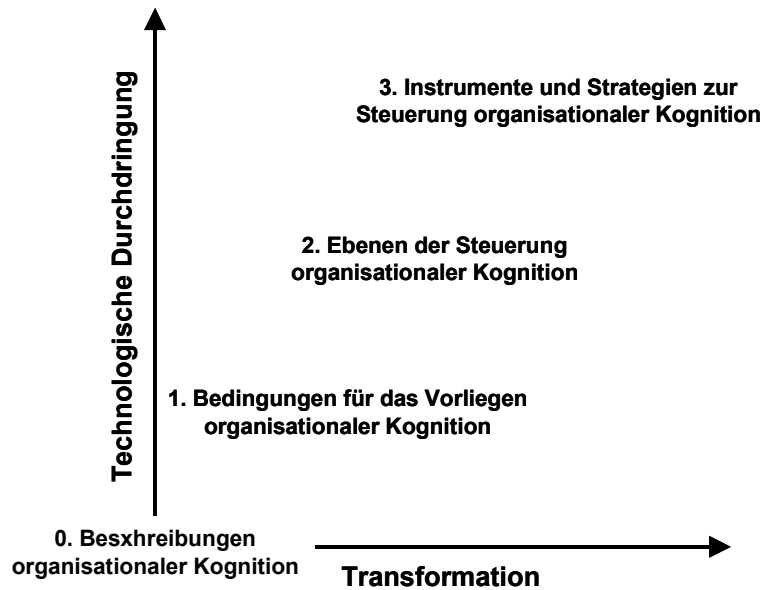 Technologische Durchdringung
3. Instrumente und Strategien zur
Steuerung organisationaler Kognition
2. Ebenen der Steuerung
organisationaler Kognition
1. Bedingungen für das Vorliegen
organisationaler Kognition
0. Besxhreibungen
organisationaler Kognition
Transformation